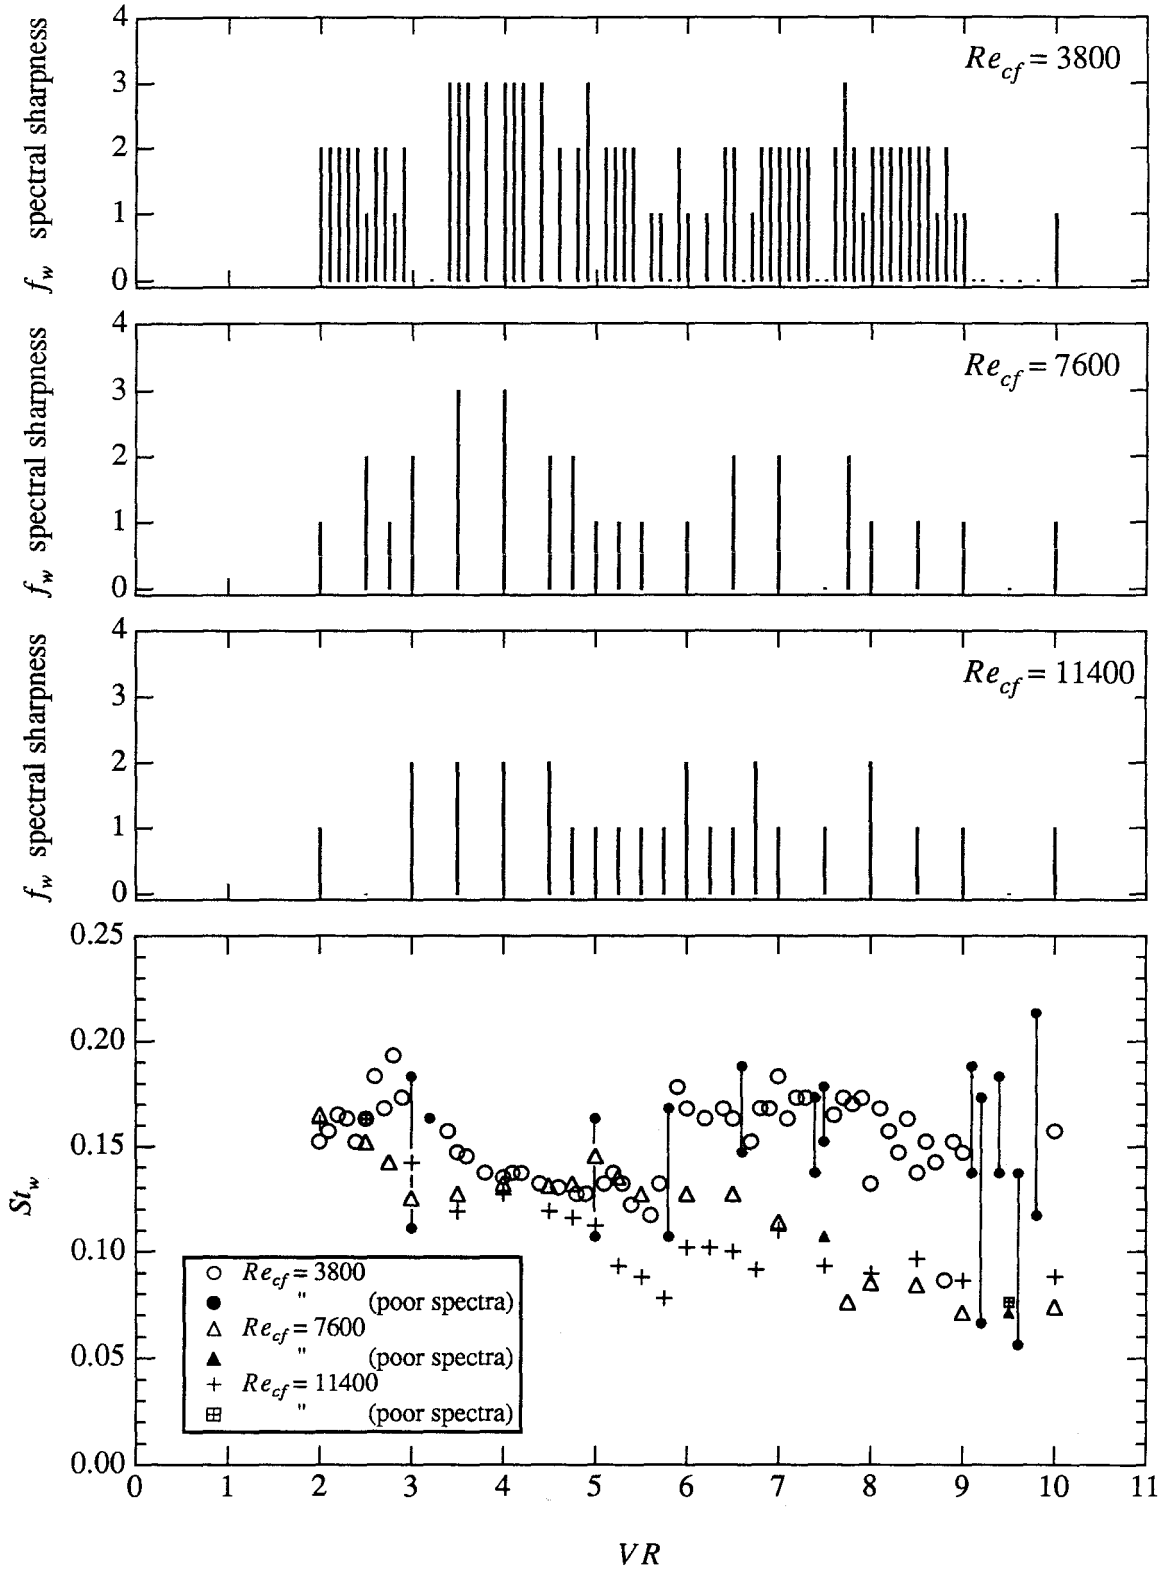 4
3
2
1
0
f_w spectral sharpness
Re_cf = 3800
4
3
2
1
0
f_w spectral sharpness
Re_cf = 7600
4
3
2
1
0
f_w spectral sharpness
Re_cf = 11400
0.25
0.20
0.15
0.10
0.05
0.00
St_w
Re_cf = 3800
" (poor spectra)
Re_cf = 7600
" (poor spectra)
Re_cf = 11400
" (poor spectra)
0 1 2 3 4 5 6 7 8 9 10 11
VR